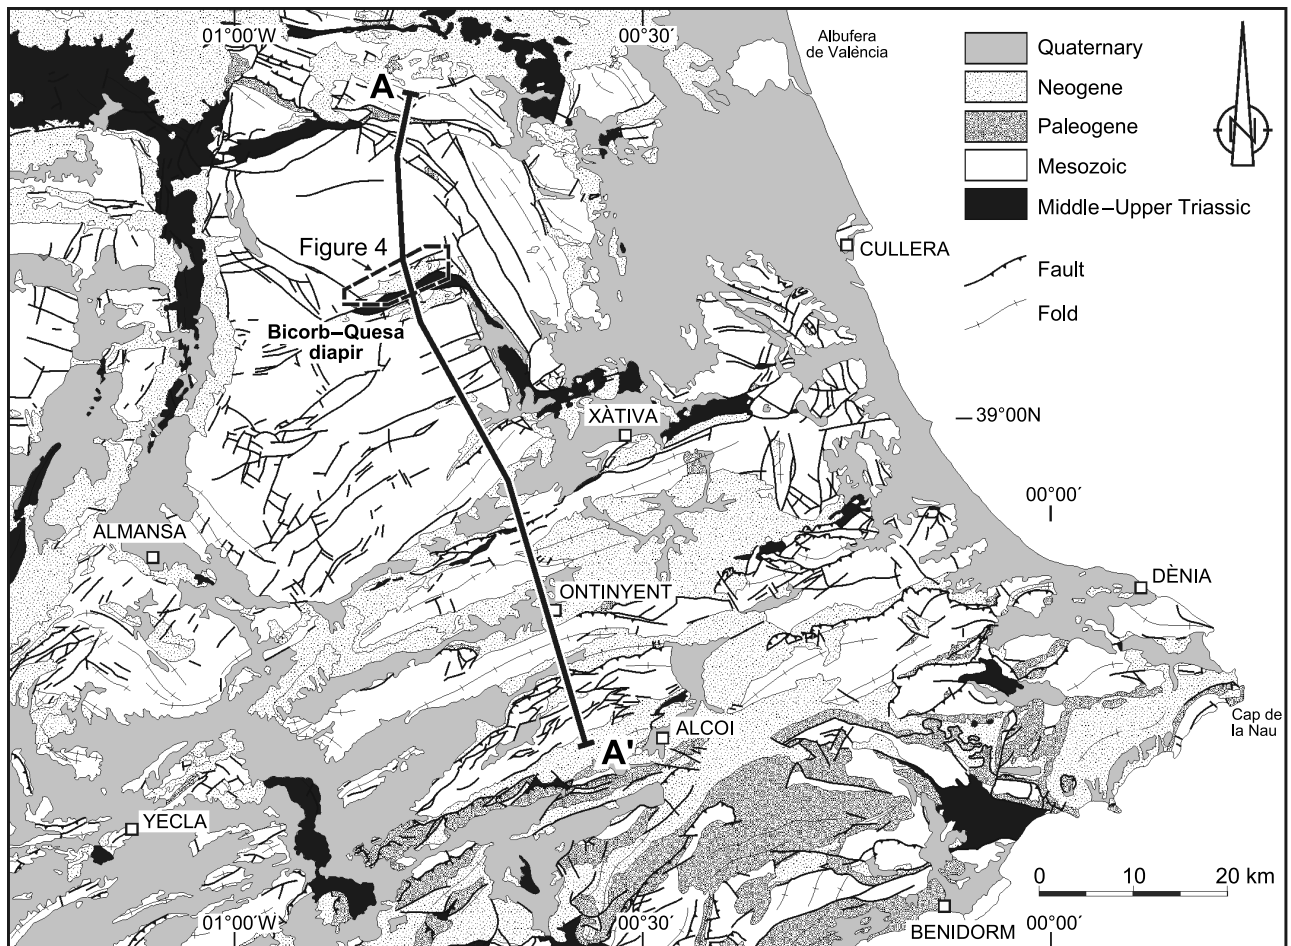 01°00′W
00°30′
Albufera
de Valéncia
Quaternary
Neogene
Paleogene
Mesozoic
Middle–Upper Triassic
Fault
Fold
N
A
Figure 4
CULLERA
Bicorb–Quesa
diapir
XÀTIVA
39°00N
00°00′
ALMANSA
DÈNIA
ONTINYENT
Cap de
la Nau
ALCOI
A'
YECLA
0 10 20 km
01°00′W
00°30′
00°00′
BENIDORM